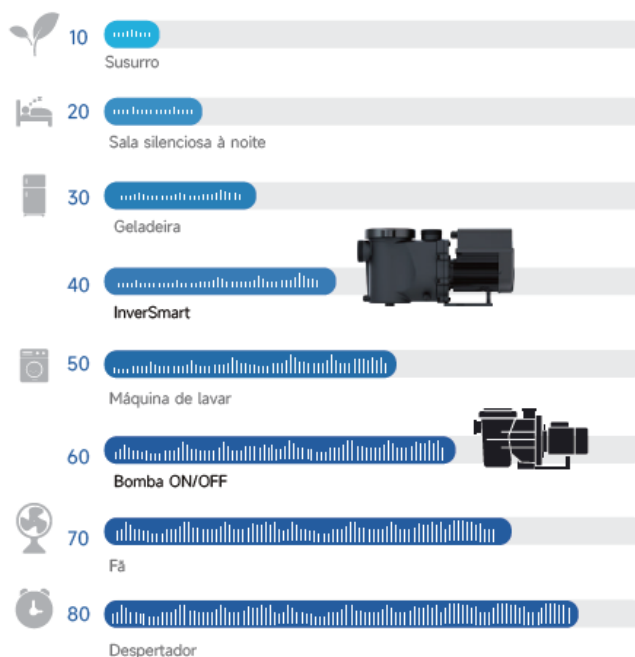 10
Susurro
20
Sala silenciosa à noite
30
Geladeira
40
InverSmart
50
Máquina de lavar
60
Bomba ON/OFF
70
Fã
80
Despertador